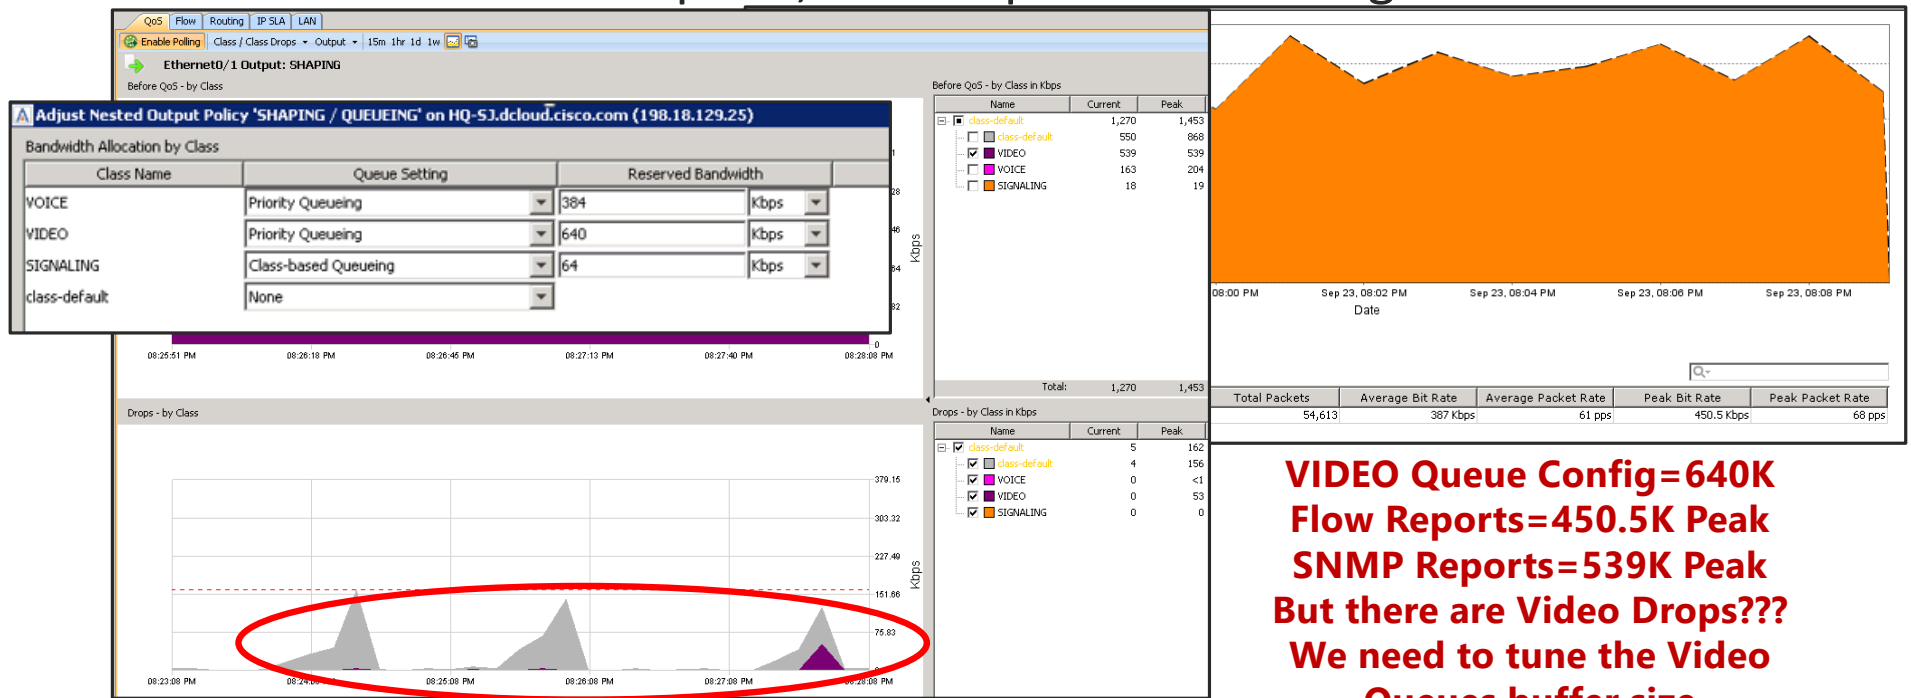 QoS Flow Routing IP SLA LAN
Enable Polling Class / Class Drops Output 15m 1hr 1d 1w
Ethernet0/1 Output: SHAPING
Before QoS - by Class
Adjust Nested Output Policy 'SHAPING / QUEUEING' on HQ-SJ.dcloud.cisco.com (198.18.129.25)
Bandwidth Allocation by Class
Class Name Queue Setting Reserved Bandwidth
VOICE Priority Queueing 384 Kbps
VIDEO Priority Queueing 640 Kbps
SIGNALING Class-based Queueing 64 Kbps
class-default None
Kbps
0
08:25:51 PM 08:26:18 PM 08:26:45 PM 08:27:13 PM 08:27:40 PM 08:28:08 PM
Before QoS - by Class in Kbps
Name Current Peak
class-default 1,270 1,453
class-default 550 868
VIDEO 539 539
VOICE 163 204
SIGNALING 18 19
Total: 1,270 1,453
Drops - by Class
379.15
303.32
227.49
151.66
75.83
Kbps
08:23:08 PM 08:25:08 PM 08:26:08 PM 08:27:08 PM 08:28:08 PM
Drops - by Class in Kbps
Name Current Peak
class-default 5 162
class-default 4 156
VOICE 0 <1
VIDEO 0 53
SIGNALING 0 0
08:00 PM Sep 23, 08:02 PM Sep 23, 08:04 PM Sep 23, 08:06 PM Sep 23, 08:08 PM
Date
Total Packets Average Bit Rate Average Packet Rate Peak Bit Rate Peak Packet Rate
54,613 387 Kbps 61 pps 450.5 Kbps 68 pps
VIDEO Queue Config=640K
Flow Reports=450.5K Peak
SNMP Reports=539K Peak
But there are Video Drops???
We need to tune the Video
Queues buffer size